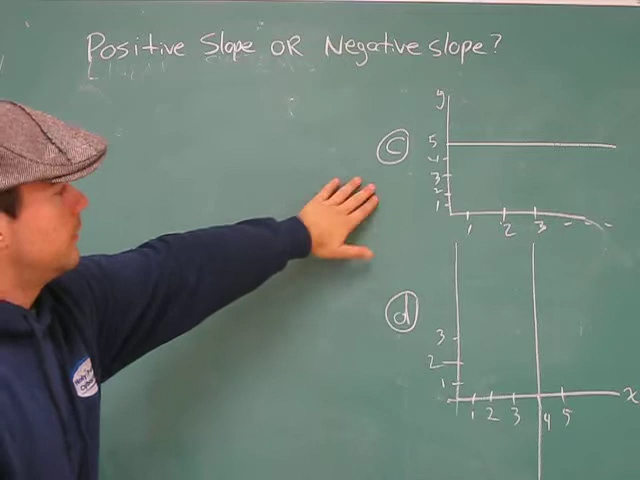 Positive Slope OR Negative slope?
y
c
5
4
3
2
1
1 2 3
d
3
2
1
x
1 2 3 4 5